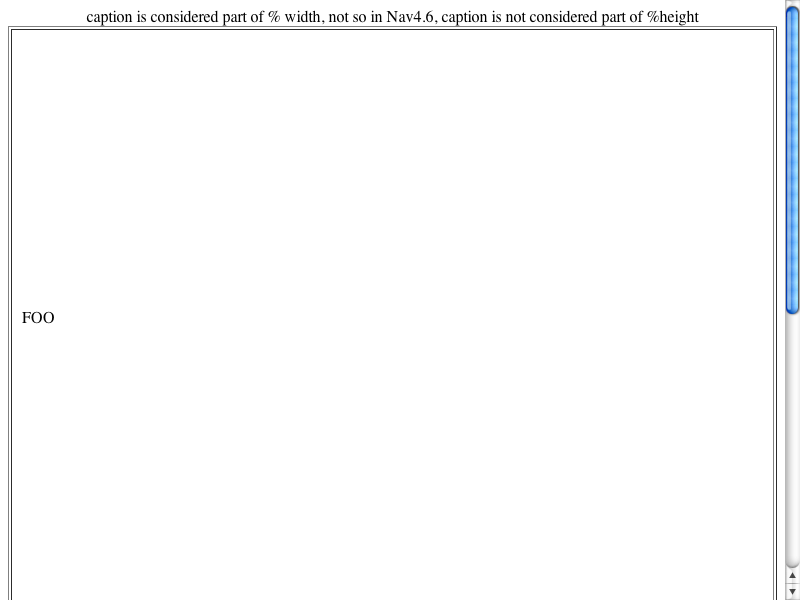 caption is considered part of % width, not so in Nav4.6, caption is not considered part of %height
FOO